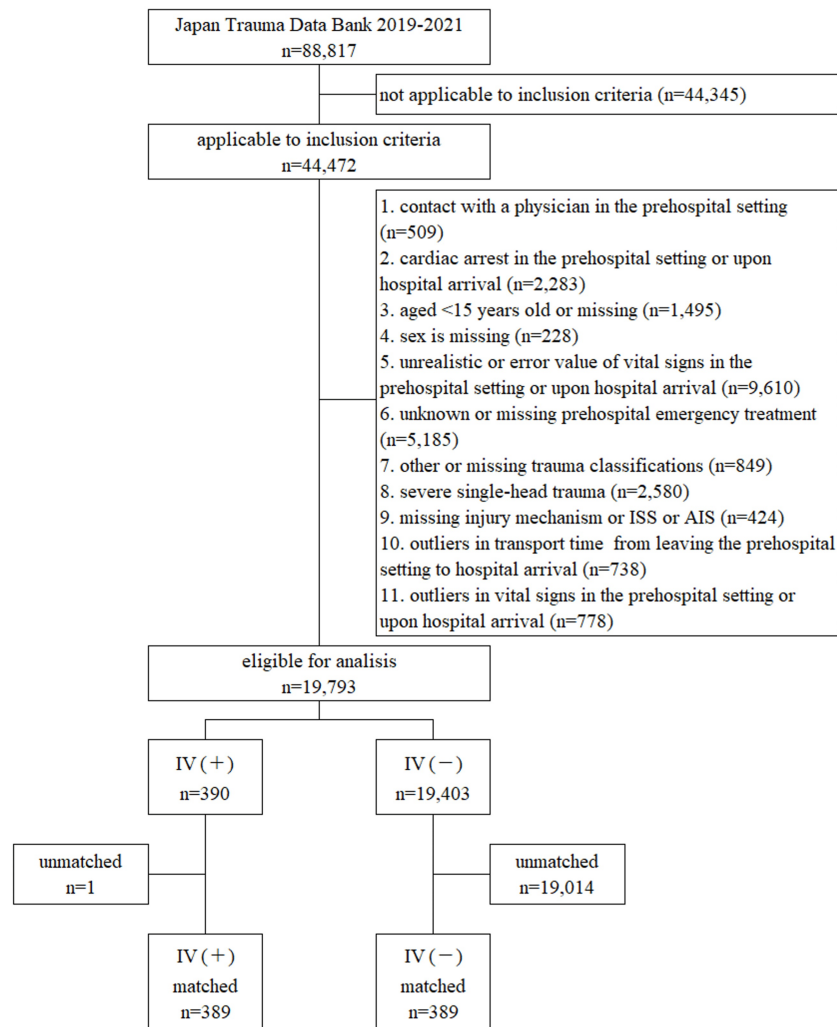 Japan Trauma Data Bank 2019-2021
n=88,817
not applicable to inclusion criteria (n=44,345)
applicable to inclusion criteria
n=44,472
1. contact with a physician in the prehospital setting
(n=509)
2. cardiac arrest in the prehospital setting or upon
hospital arrival (n=2,283)
3. aged <15 years old or missing (n=1,495)
4. sex is missing (n=228)
5. unrealistic or error value of vital signs in the
prehospital setting or upon hospital arrival (n=9,610)
6. unknown or missing prehospital emergency treatment
(n=5,185)
7. other or missing trauma classifications (n=849)
8. severe single-head trauma (n=2,580)
9. missing injury mechanism or ISS or AIS (n=424)
10. outliers in transport time from leaving the prehospital
setting to hospital arrival (n=738)
11. outliers in vital signs in the prehospital setting or
upon hospital arrival (n=778)
eligible for analisis
n=19,793
IV(+)
n=390
IV(-)
n=19,403
unmatched
n=1
unmatched
n=19,014
IV(+)
matched
n=389
IV(-)
matched
n=389